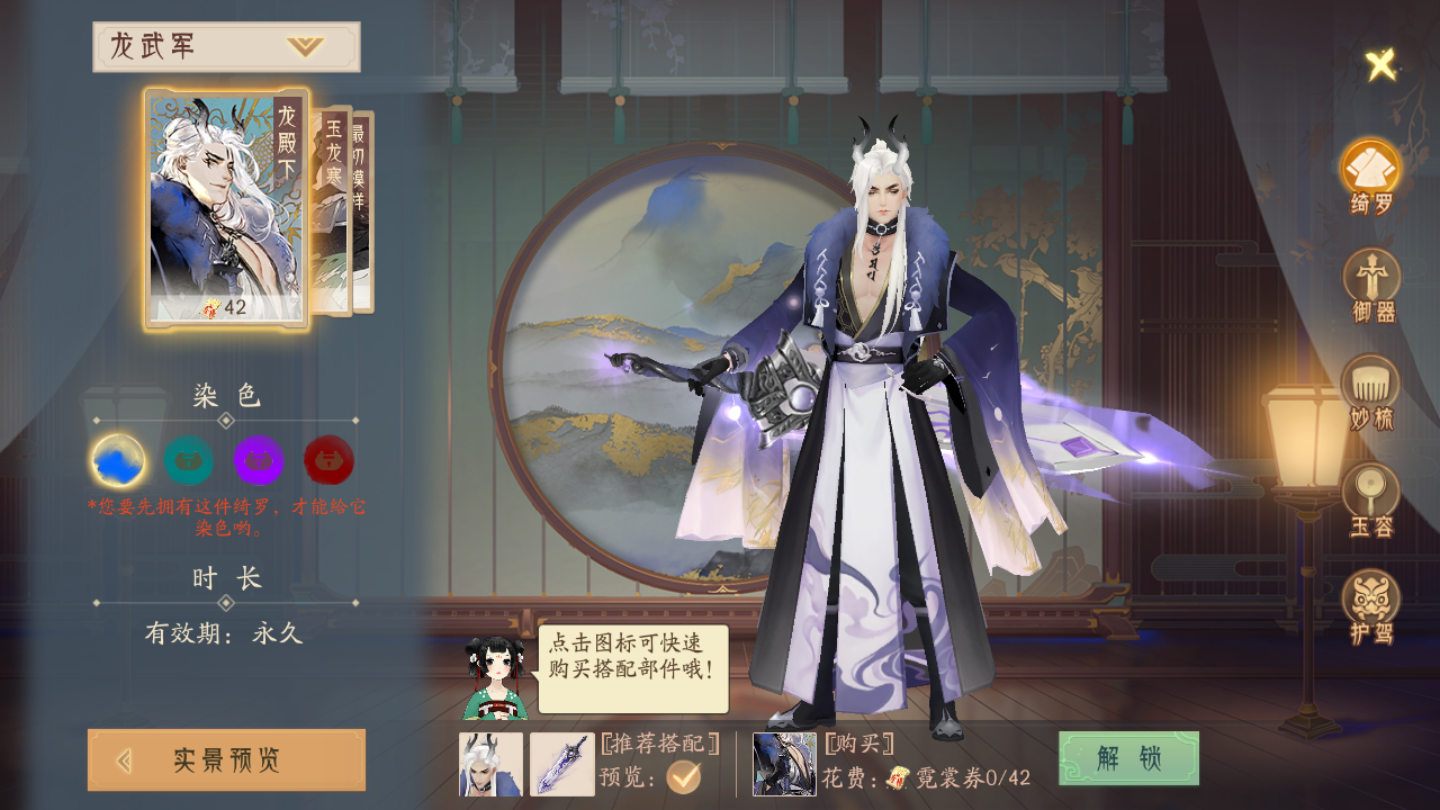 龙武军
龙殿下
玉龙寒
最初模样
42
染色
*您要先拥有这件绮罗，才能给它
染色哟。
时长
有效期：永久
实景预览
点击图标可快速
购买搭配部件哦！
[推荐搭配]
预览：
[购买]
花费：霓裳券0/42
解锁
绮罗
御器
妙梳
玉容
护驾